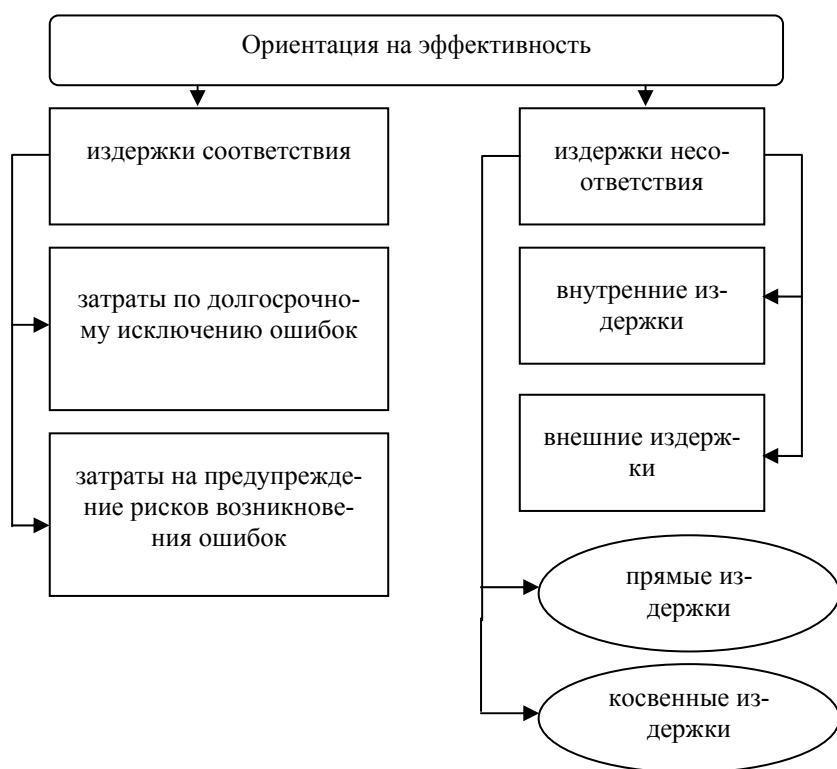 Ориентация на эффективность
издержки соответствия
затраты по долгосрочно-
му исключению ошибок
затраты на предупрежде-
ние рисков возникнове-
ния ошибок
издержки несо-
ответствия
внутренние из-
держки
внешние издерж-
ки
прямые из-
держки
косвенные из-
держки